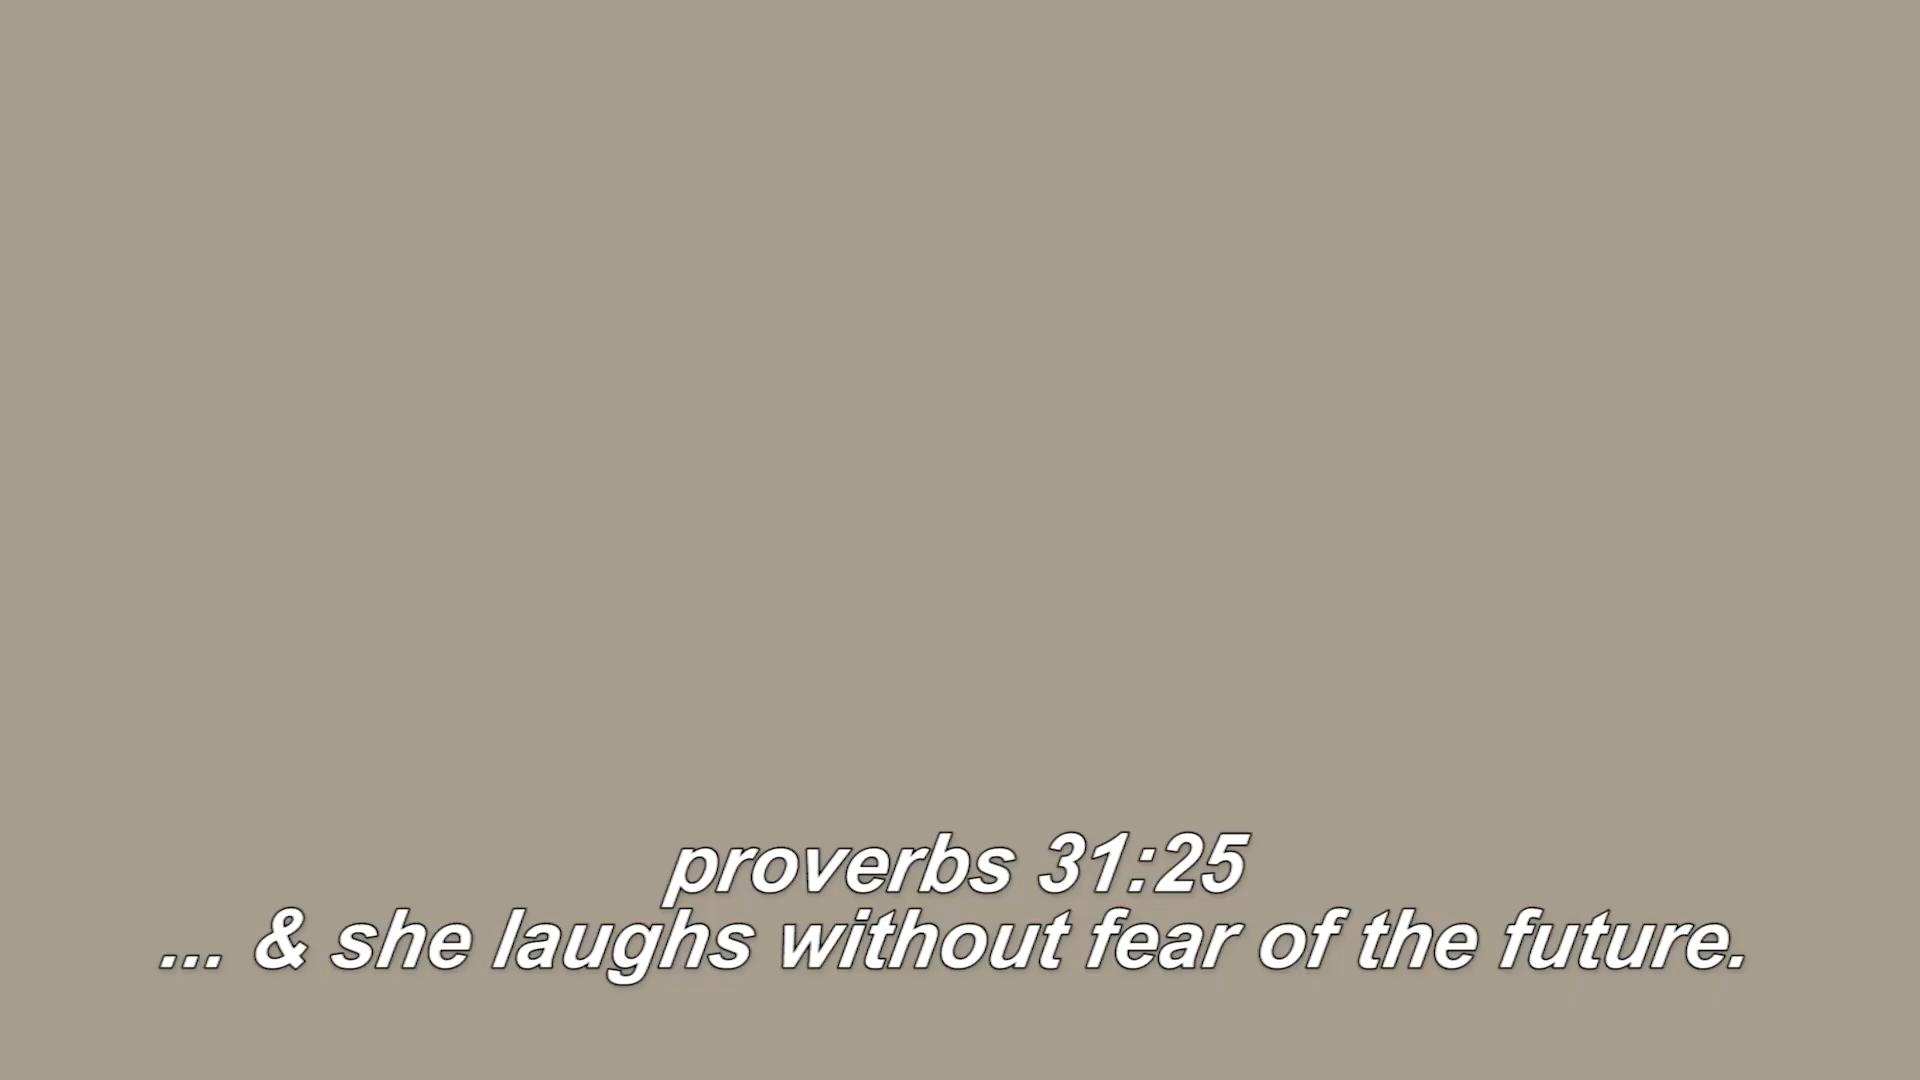 proverbs 31:25
... & she laughs without fear of the future.